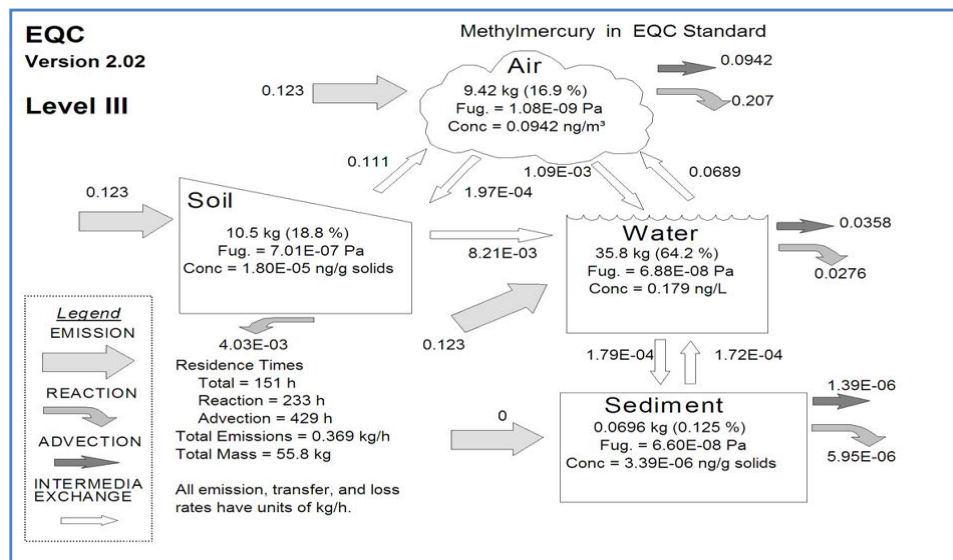 EQC
Version 2.02
Level III
Methylmercury in EQC Standard
Air
9.42 kg (16.9 %)
Fug. = 1.08E-09 Pa
Conc = 0.0942 ng/m³
0.123
0.0942
0.207
0.111
1.97E-04
1.09E-03
0.0689
0.123
Soil
10.5 kg (18.8 %)
Fug. = 7.01E-07 Pa
Conc = 1.80E-05 ng/g solids
8.21E-03
Water
35.8 kg (64.2 %)
Fug. = 6.88E-08 Pa
Conc = 0.179 ng/L
0.0358
0.0276
0.123
4.03E-03
Legend
EMISSION
REACTION
ADVECTION
INTERMEDIA
EXCHANGE
Residence Times
Total = 151 h
Reaction = 233 h
Advection = 429 h
Total Emissions = 0.369 kg/h
Total Mass = 55.8 kg
All emission, transfer, and loss
rates have units of kg/h.
1.79E-04
1.72E-04
0
Sediment
0.0696 kg (0.125 %)
Fug. = 6.60E-08 Pa
Conc = 3.39E-06 ng/g solids
1.39E-06
5.95E-06